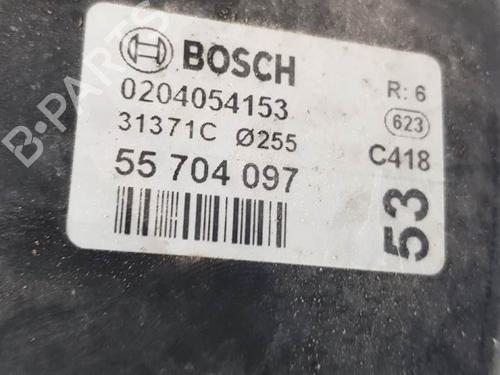 BOSCH
R: 6
0204054153
623
31371C Ø255
C418
55 704 097
53
B-PARTS